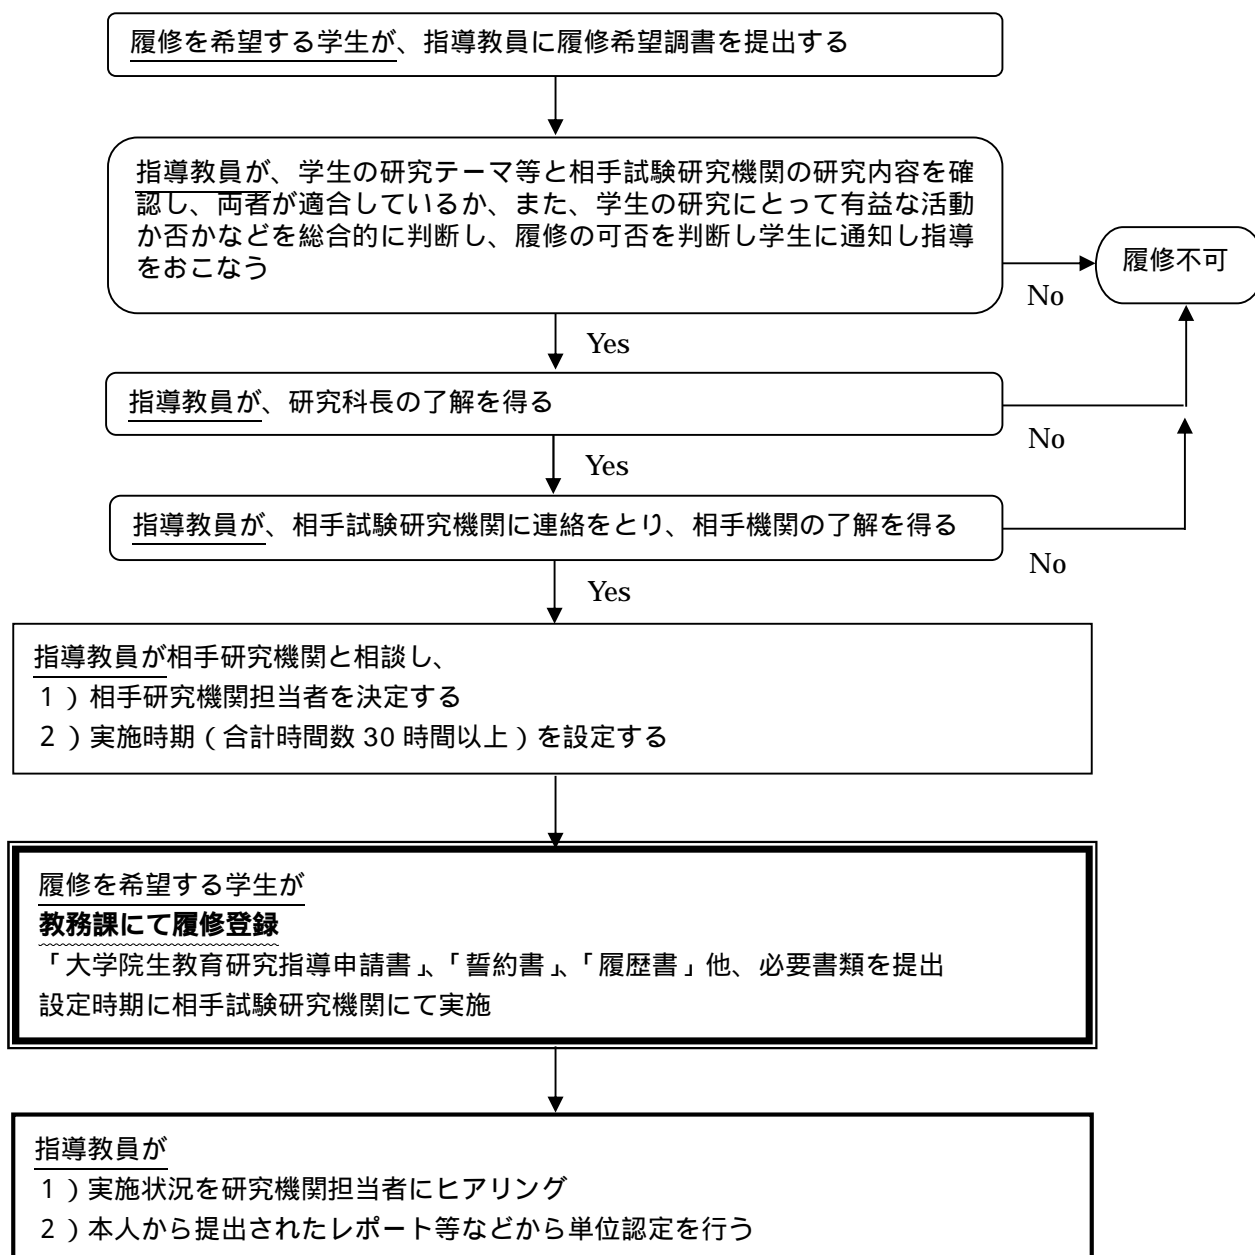 履修を希望する学生が、指導教員に履修希望調書を提出する
指導教員が、学生の研究テーマ等と相手試験研究機関の研究内容を確
認し、両者が適合しているか、また、学生の研究にとって有益な活動
か否かなどを総合的に判断し、履修の可否を判断し学生に通知し指導
をおこなう
履修不可
No
Yes
指導教員が、研究科長の了解を得る
No
Yes
指導教員が、相手試験研究機関に連絡をとり、相手機関の了解を得る
No
Yes
指導教員が相手研究機関と相談し、
１）相手研究機関担当者を決定する
２）実施時期（合計時間数 30 時間以上）を設定する
履修を希望する学生が
教務課にて履修登録
「大学院生教育研究指導申請書」、「誓約書」、「履歴書」他、必要書類を提出
設定時期に相手試験研究機関にて実施
指導教員が
１）実施状況を研究機関担当者にヒアリング
２）本人から提出されたレポート等などから単位認定を行う